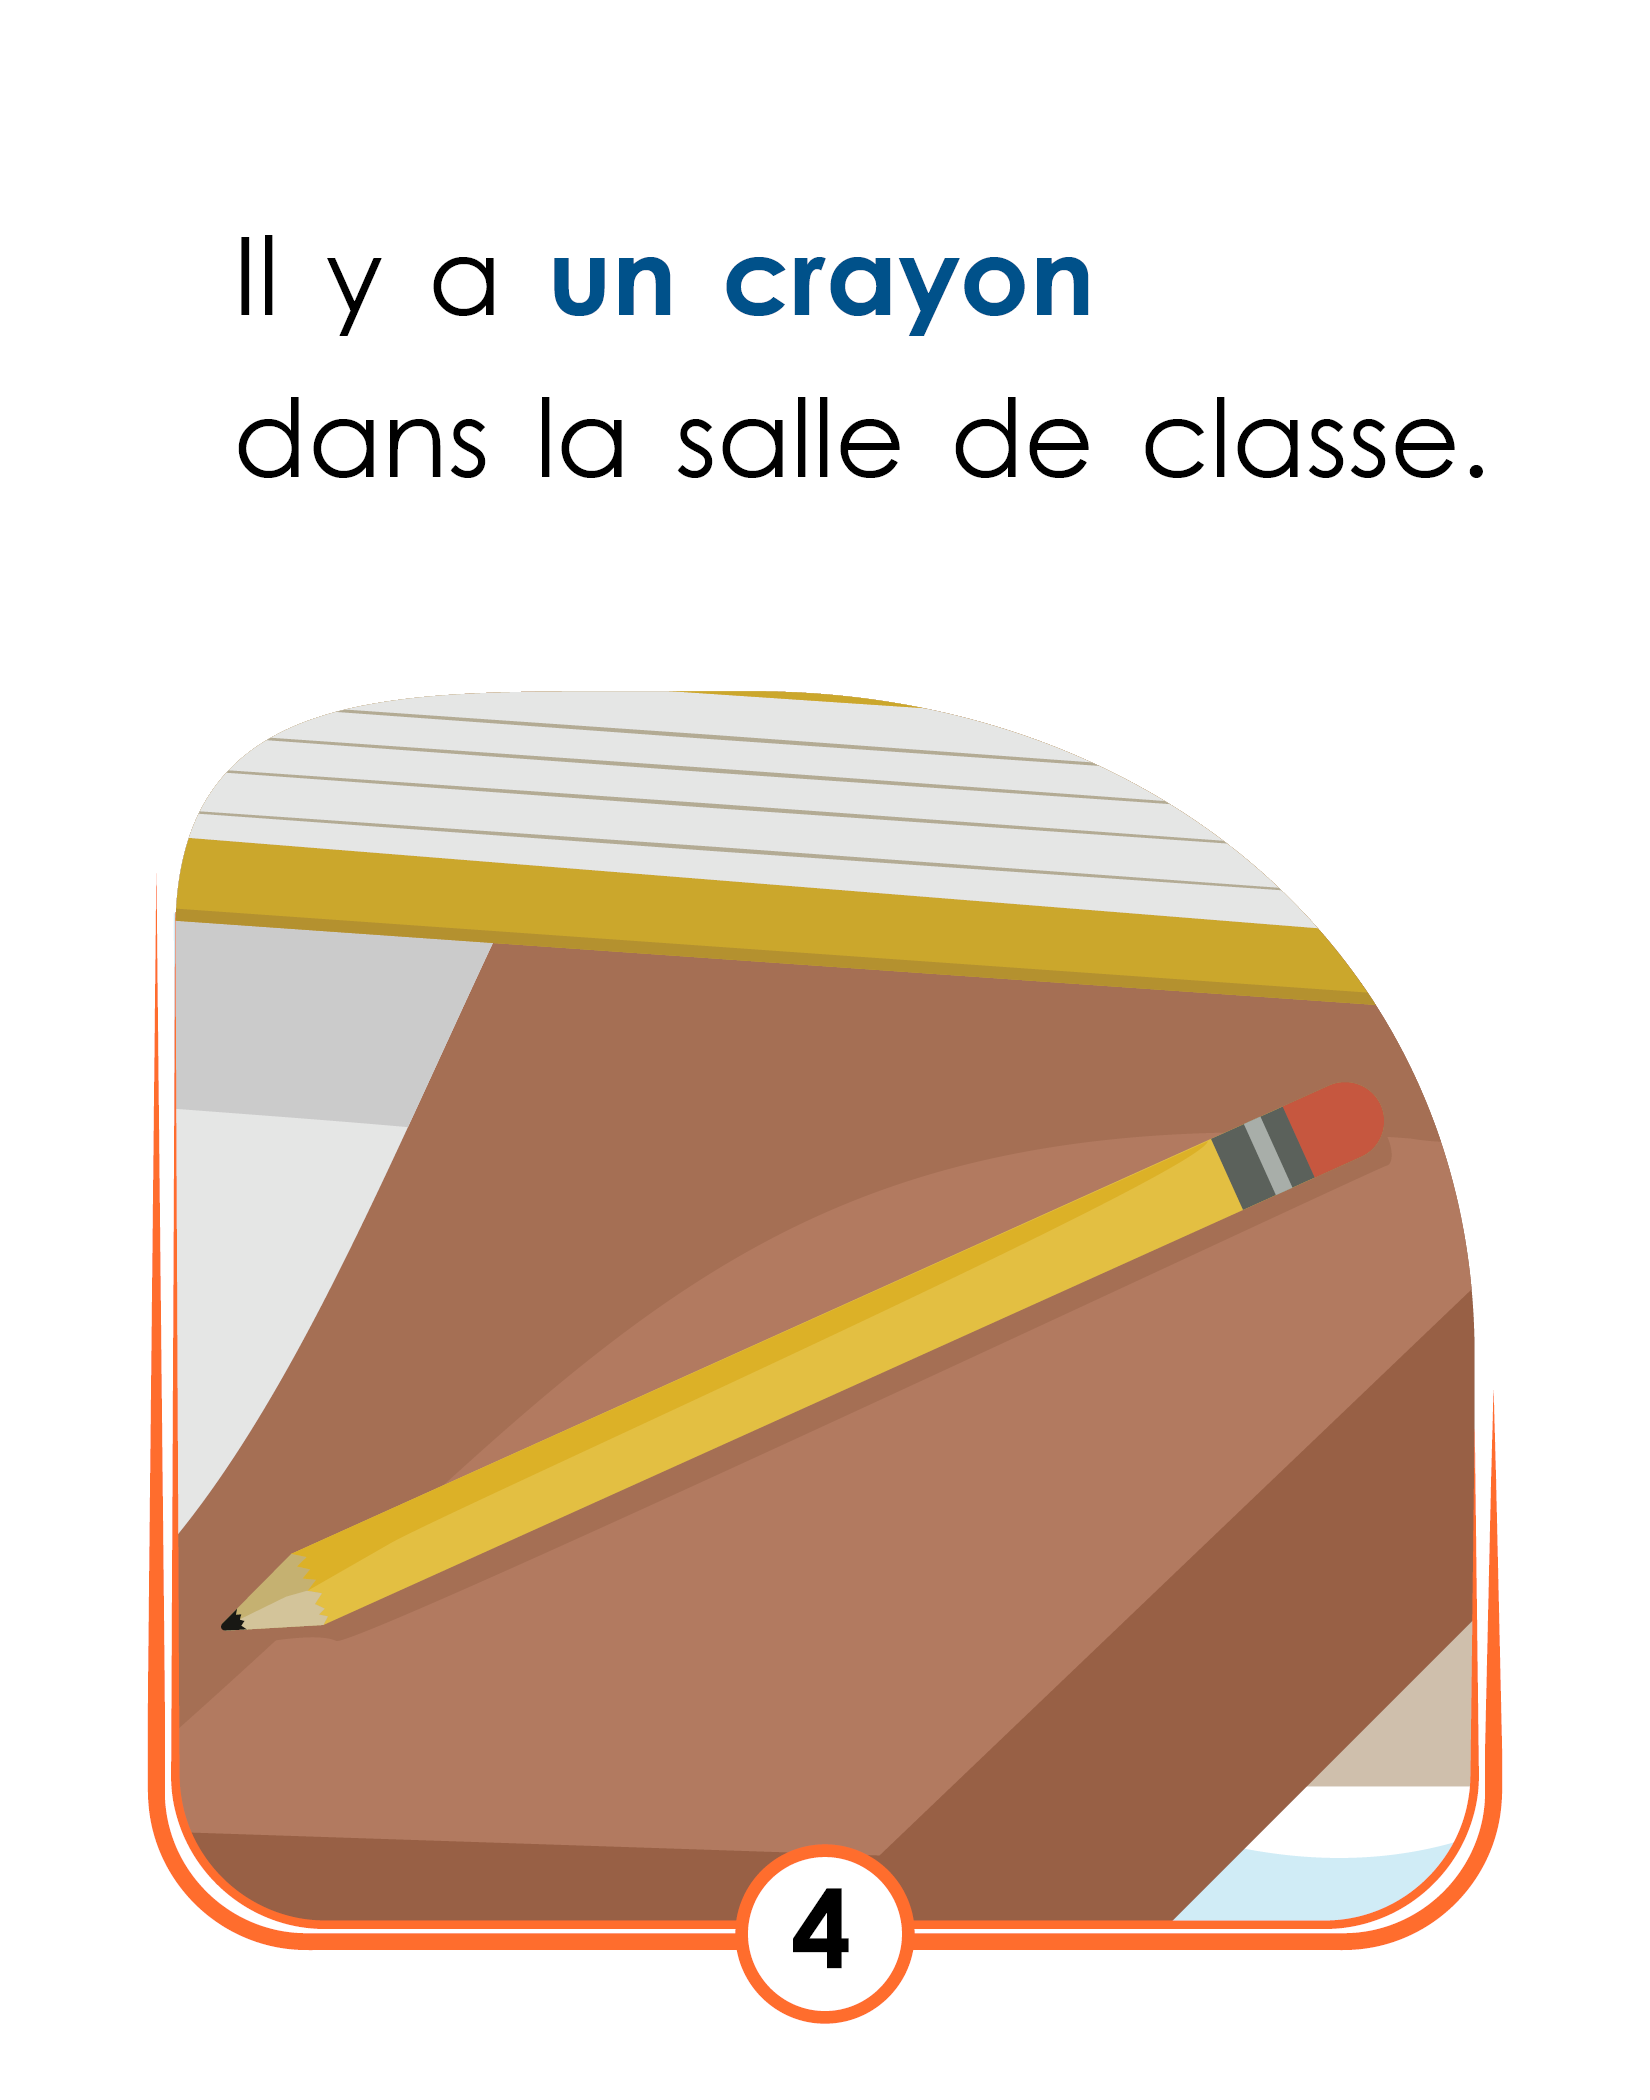 Il y a un crayon
dans la salle de classe.
4